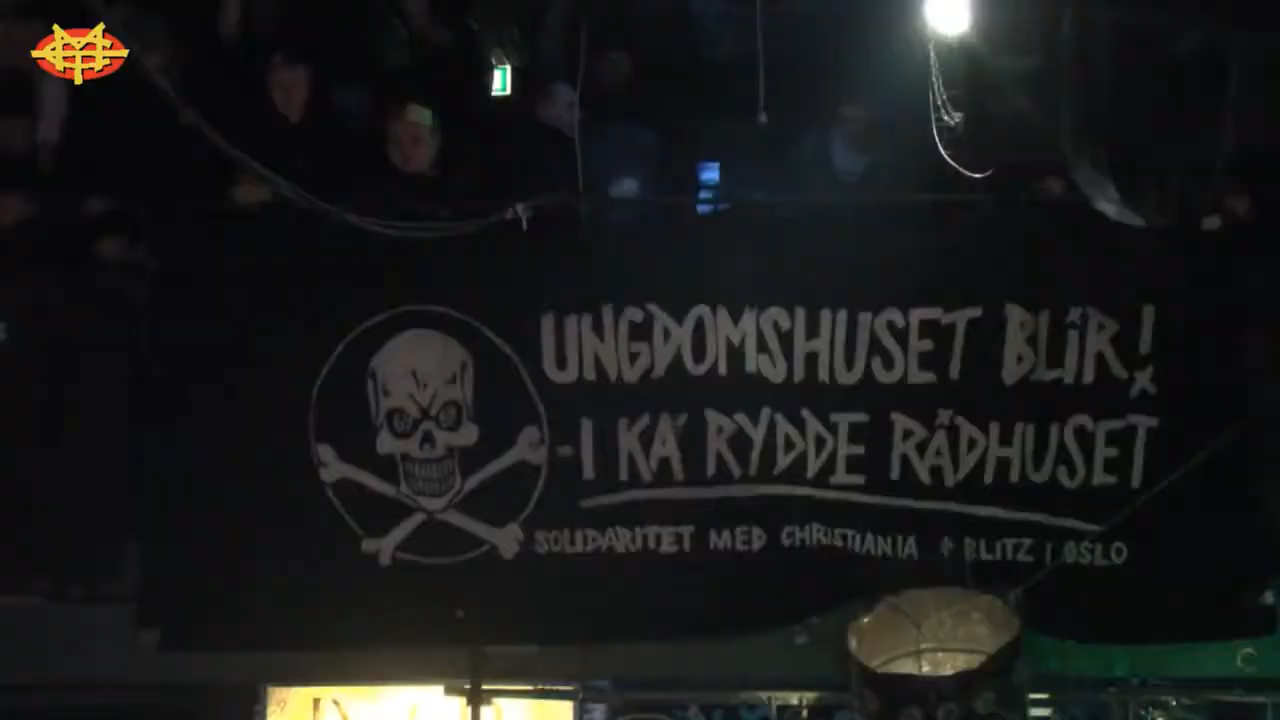 UNGDOMSHUSET BLIR!
-I KA' RYDDE RÅDHUSET
SOLIDARITET MED CHRISTIANIA + BLITZ I OSLO